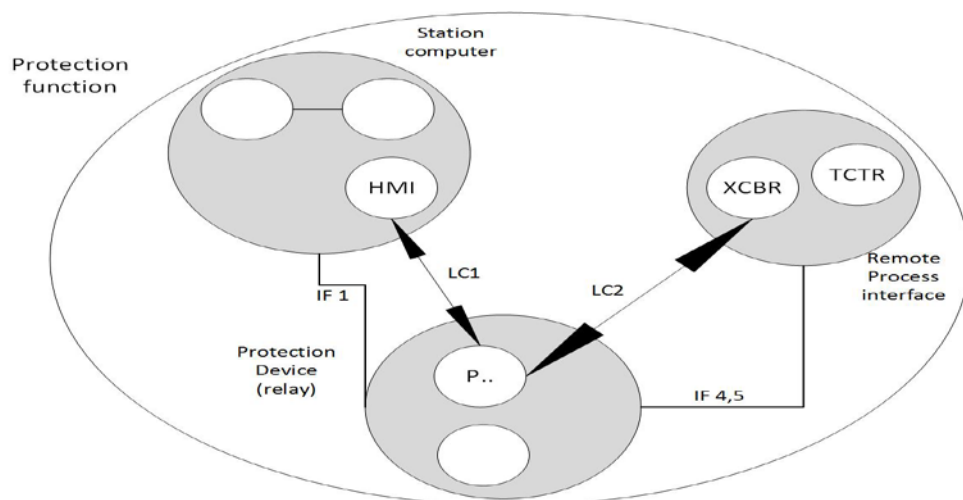 Station
computer
Protection
function
HMI
XCBR
TCTR
LC1
LC2
IF 1
Remote
Process
interface
Protection
Device
(relay)
P..
IF 4,5